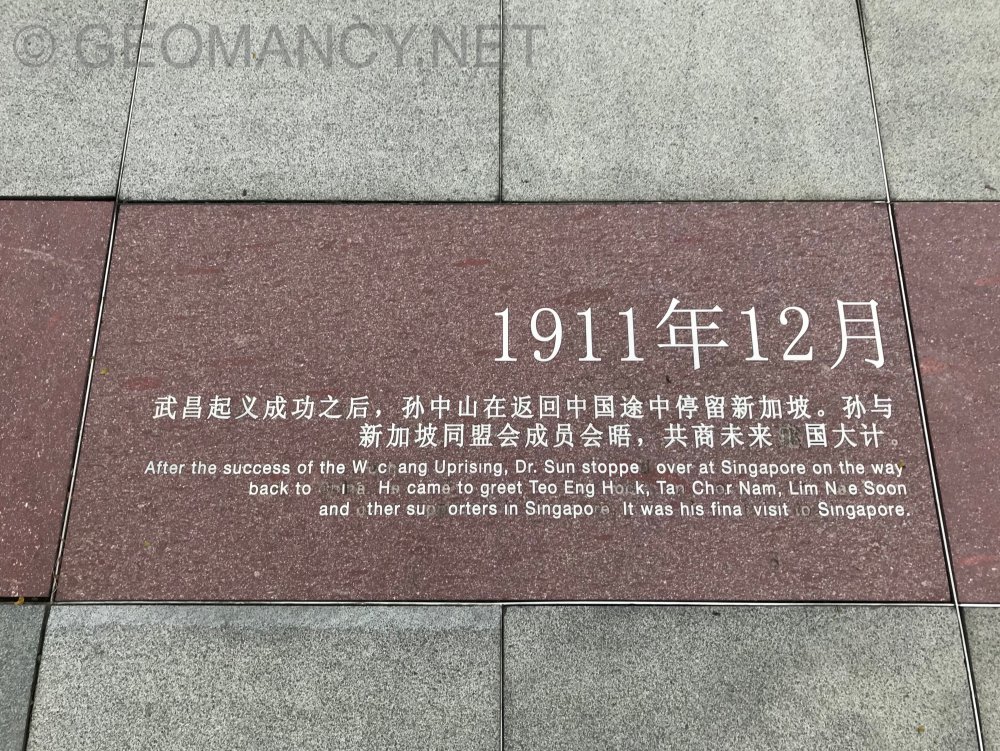 © GEOMANCY.NET
1911年12月
武昌起义成功之后，孙中山在返回中国途中停留新加坡。孙与
新加坡同盟会成员会晤，共商未来国大计。
After the success of the Wuchang Uprising, Dr. Sun stopped over at Singapore on the way
back to China. He came to greet Teo Eng Hock, Tan Chor Nam, Lim Nee Soon
and other supporters in Singapore. It was his final visit to Singapore.